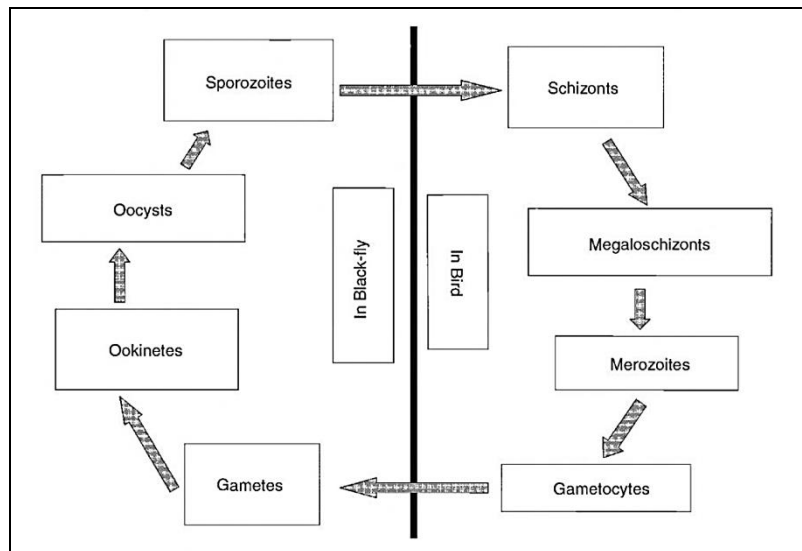 Sporozoites
Schizonts
Oocysts
Megaloschizonts
In Black-fly
In Bird
Ookinetes
Merozoites
Gametes
Gametocytes